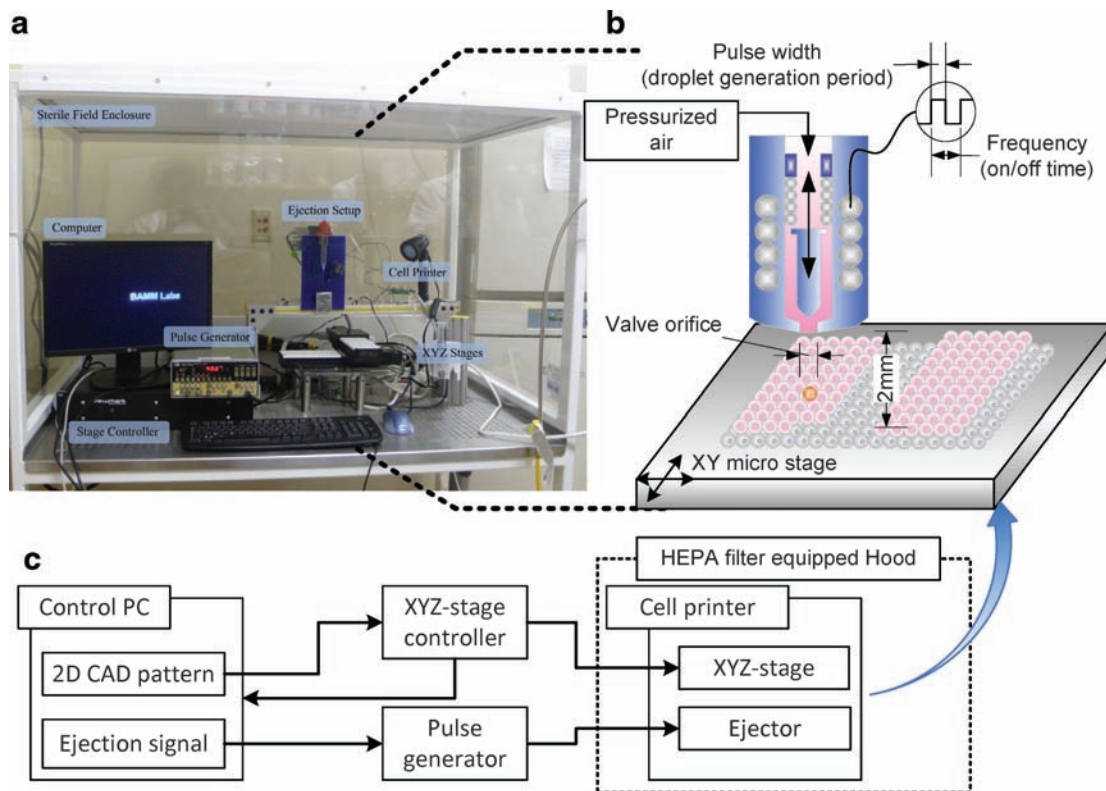 a
Sterile Field Enclosure
Ejection Setup
Computer
BAMM Labs
Cell Printer
Pulse Generator
XYZ Stages
Stage Controller
b
Pulse width
(droplet generation period)
Pressurized
air
Frequency
(on/off time)
Valve orifice
2mm
XY micro stage
c
HEPA filter equipped Hood
Control PC
XYZ-stage
controller
Cell printer
2D CAD pattern
XYZ-stage
Ejection signal
Pulse
generator
Ejector